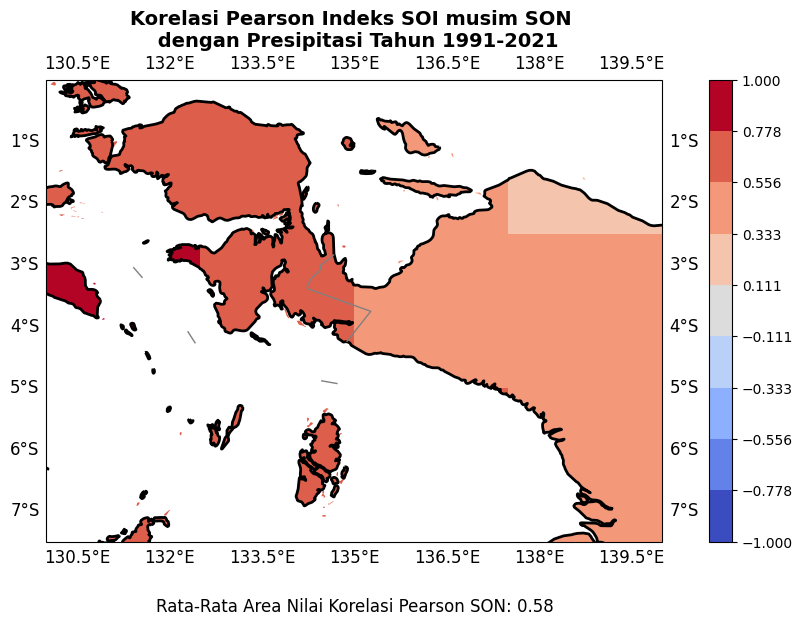 Korelasi Pearson Indeks SOI musim SON
dengan Presipitasi Tahun 1991-2021
130.5°E 132°E 133.5°E 135°E 136.5°E 138°E 139.5°E
1°S 1°S
2°S 2°S
3°S 3°S
4°S 4°S
5°S 5°S
6°S 6°S
7°S 7°S
130.5°E 132°E 133.5°E 135°E 136.5°E 138°E 139.5°E
1.000
0.778
0.556
0.333
0.111
−0.111
−0.333
−0.556
−0.778
−1.000
Rata-Rata Area Nilai Korelasi Pearson SON: 0.58